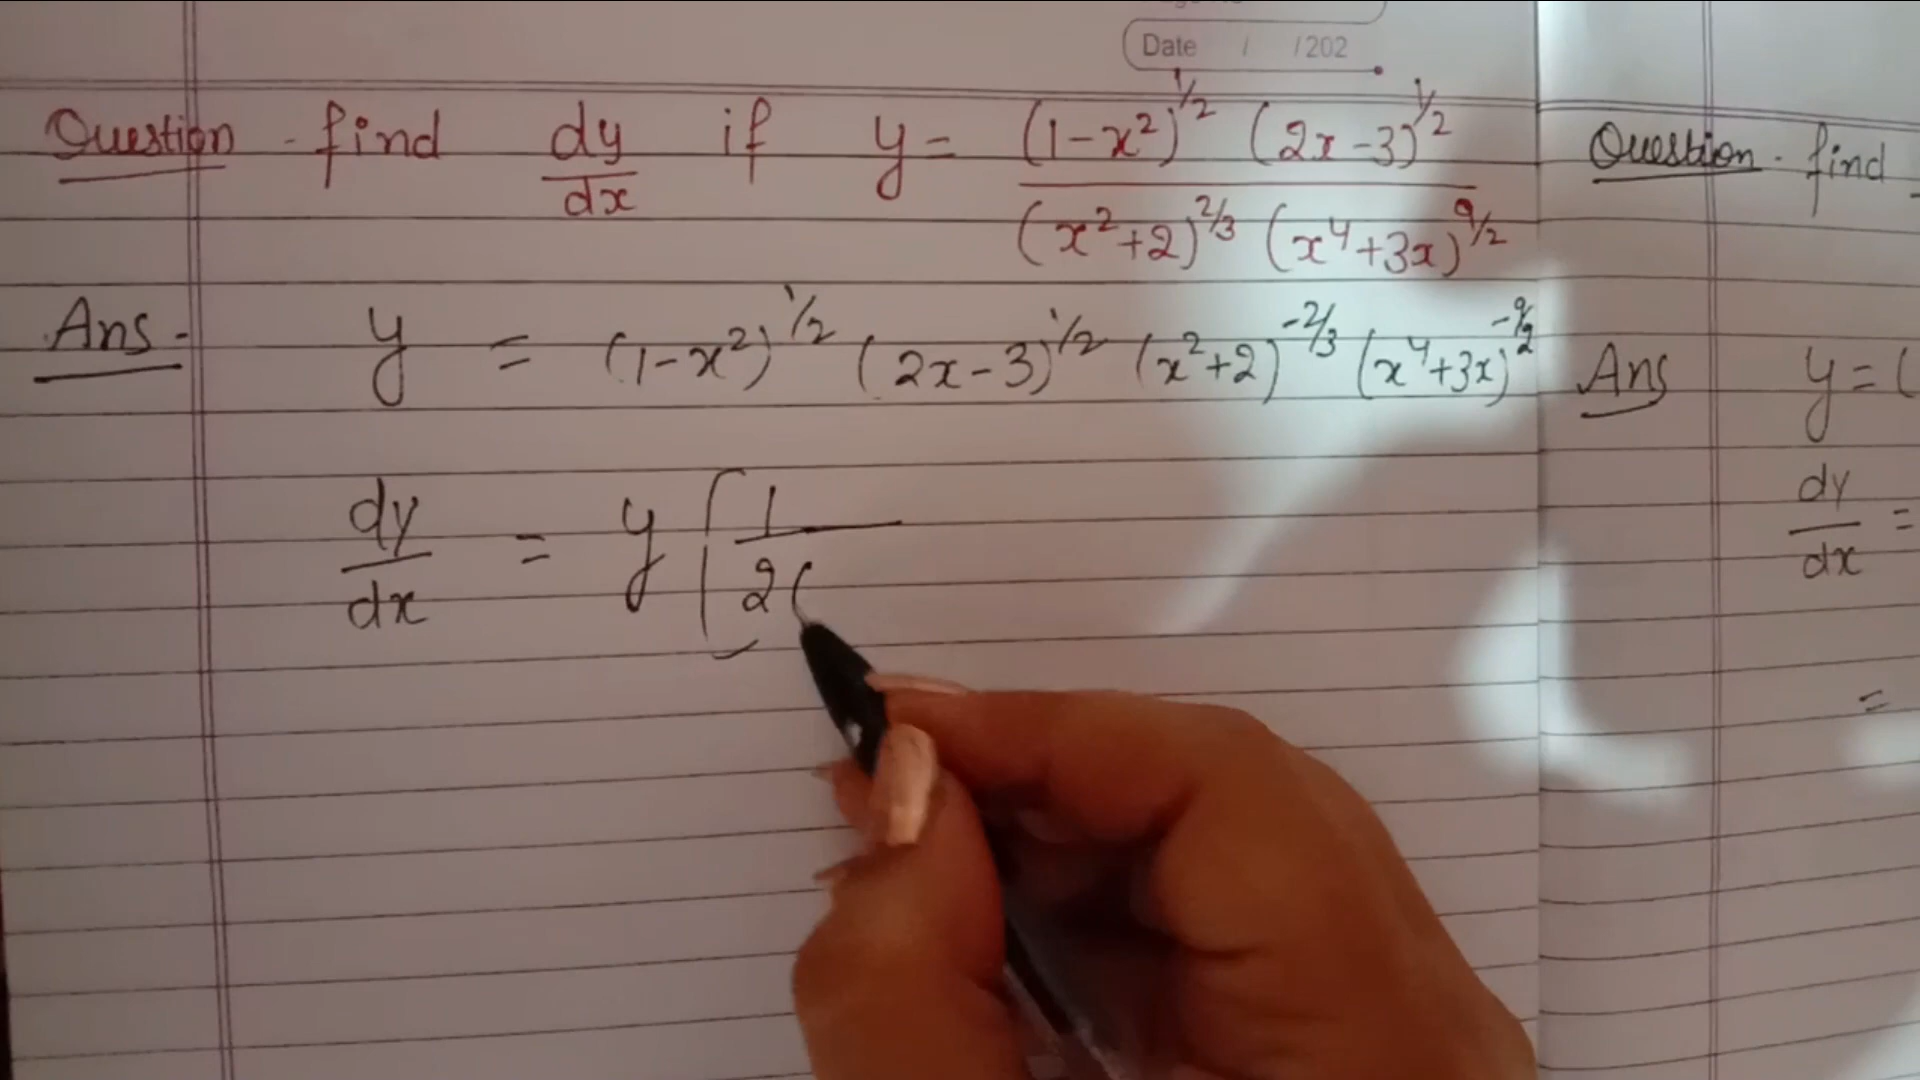 Date / /202
Question - find dy/dx if y = (1-x²)^1/2 (2x-3)^1/2 / (x²+2)^2/3 (x⁴+3x)^9/2
Ans - y = (1-x²)^1/2 (2x-3)^1/2 (x²+2)^-2/3 (x⁴+3x)^-9/2
dy/dx = y [ 1/2(
Question - find
Ans y = (
dy/dx =
=